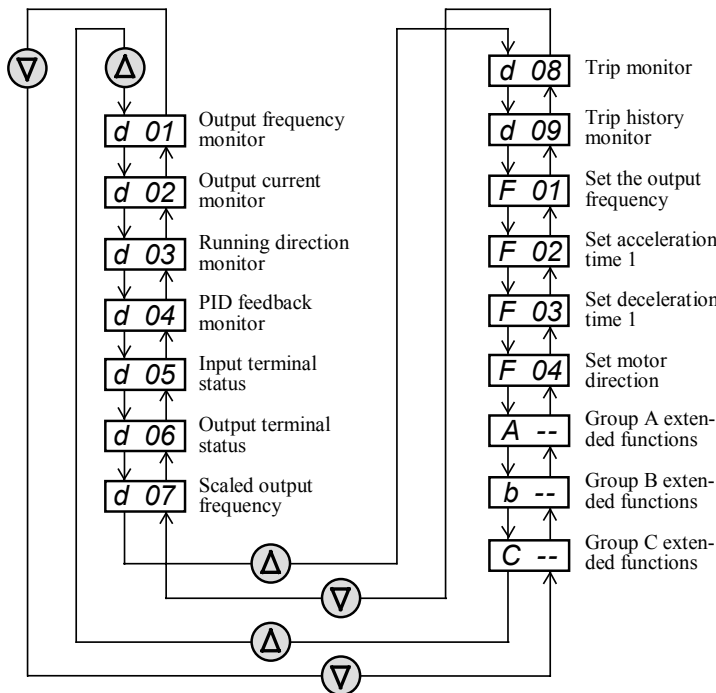 d 01
Output frequency
monitor
d 02
Output current
monitor
d 03
Running direction
monitor
d 04
PID feedback
monitor
d 05
Input terminal
status
d 06
Output terminal
status
d 07
Scaled output
frequency
d 08
Trip monitor
d 09
Trip history
monitor
F 01
Set the output
frequency
F 02
Set acceleration
time 1
F 03
Set deceleration
time 1
F 04
Set motor
direction
A --
Group A exten-
ded functions
b --
Group B exten-
ded functions
C --
Group C exten-
ded functions